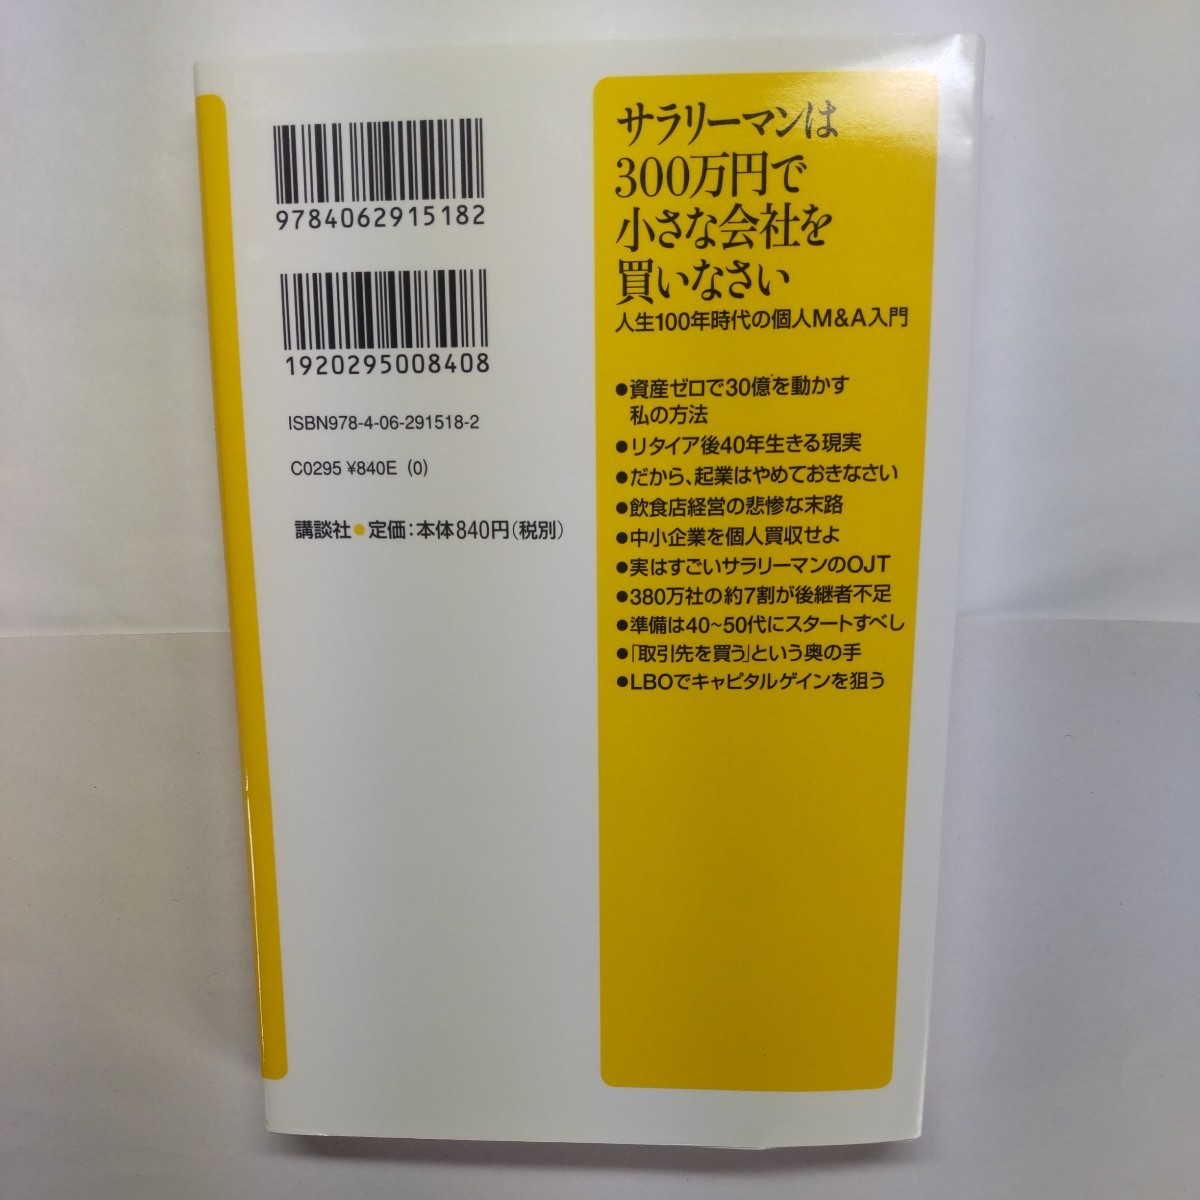 9784062915182
1920295008408
ISBN978-4-06-291518-2
C0295 ¥840E (0)
講談社●定価:本体840円(税別)
サラリーマンは
300万円で
小さな会社を
買いなさい
人生100年時代の個人M&A入門
●資産ゼロで30億を動かす
私の方法
●リタイア後40年生きる現実
●だから、起業はやめておきなさい
●飲食店経営の悲惨な末路
●中小企業を個人買収せよ
●実はすごいサラリーマンのOJT
●380万社の約7割が後継者不足
●準備は40~50代にスタートすべし
●「取引先を買う」という奥の手
●LBOでキャピタルゲインを狙う